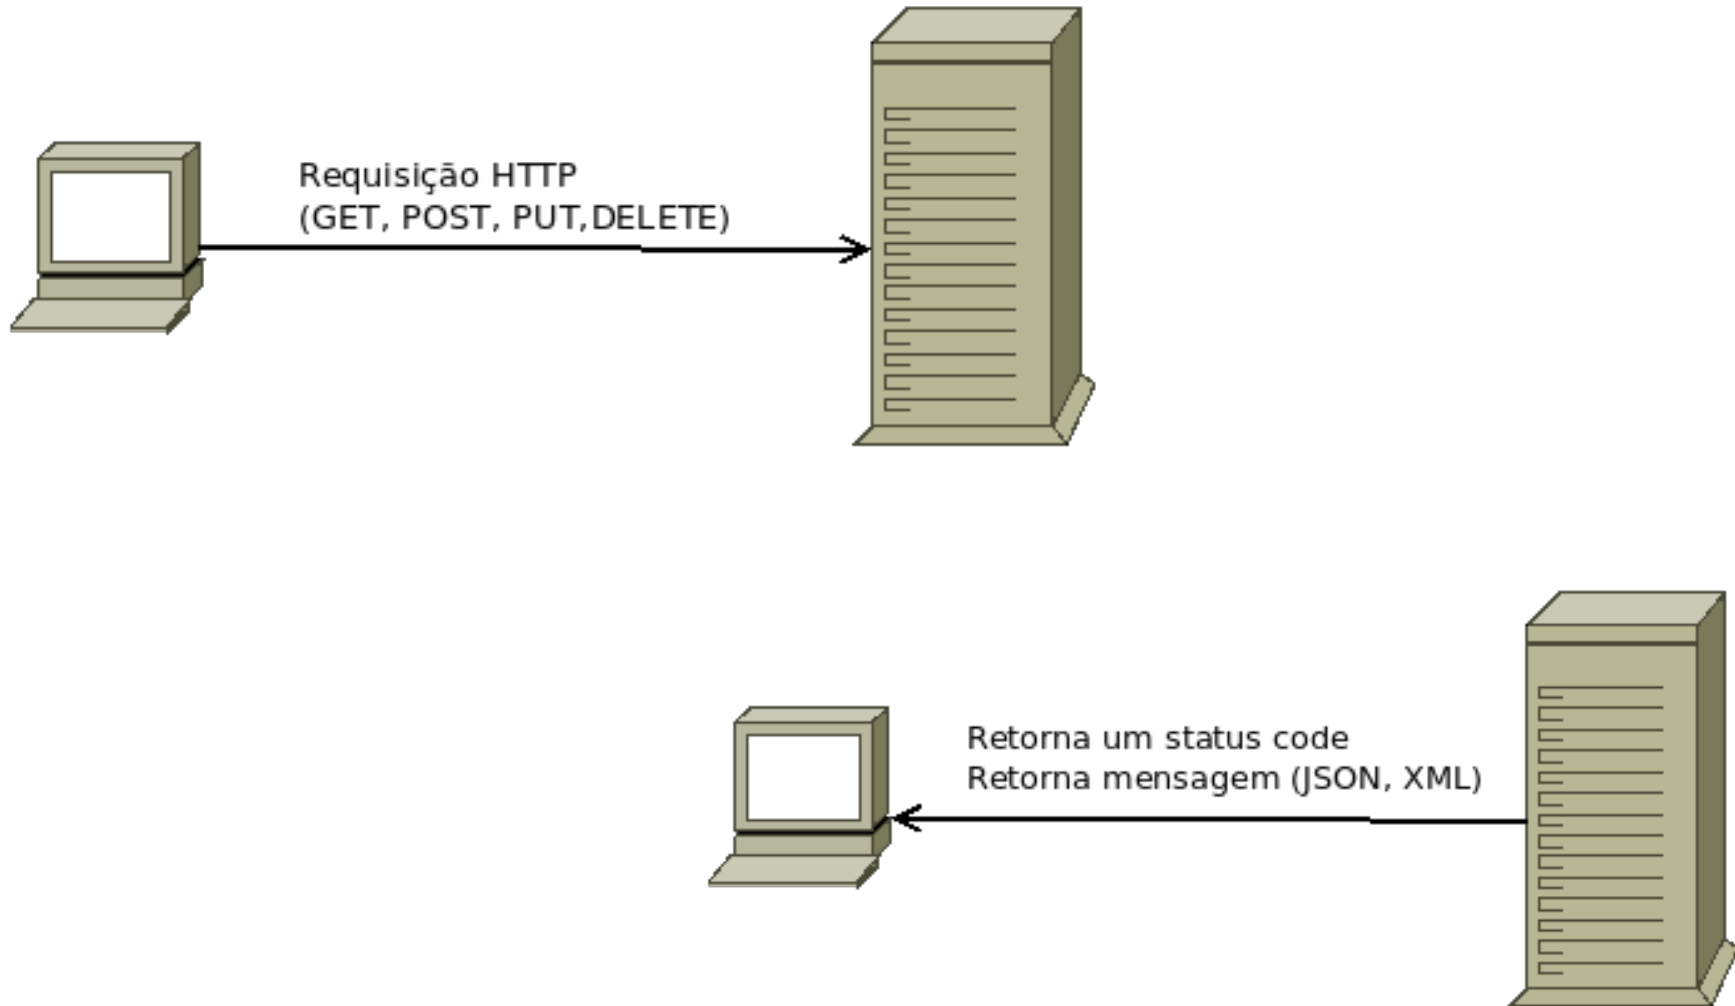 Requisição HTTP
(GET, POST, PUT,DELETE)
Retorna um status code
Retorna mensagem (JSON, XML)